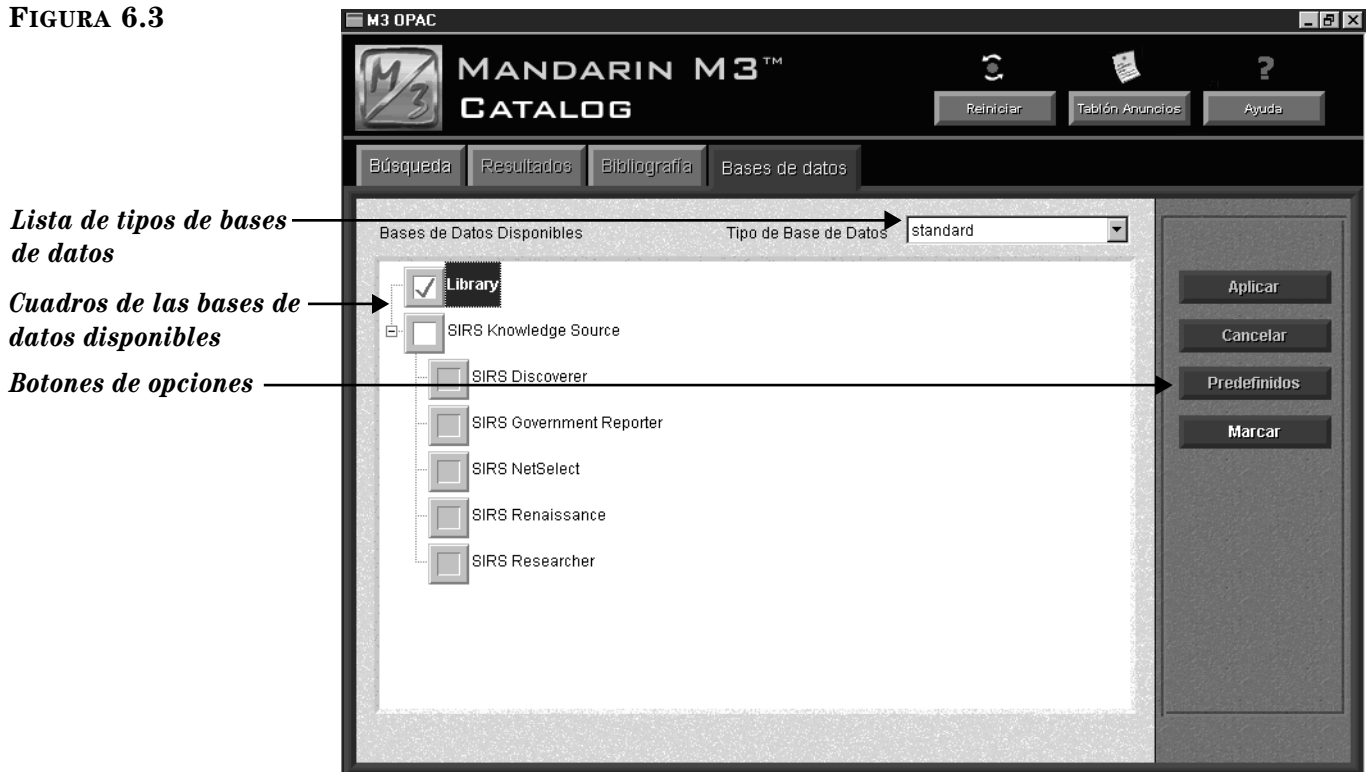 FIGURA 6.3
M3 OPAC
M/3
MANDARIN M3™
CATALOG
Reiniciar
Tablón Anuncios
?
Ayuda
Búsqueda
Resultados
Bibliografía
Bases de datos
Lista de tipos de bases
de datos
Bases de Datos Disponibles
Tipo de Base de Datos
standard
Cuadros de las bases de
datos disponibles
Botones de opciones
Library
SIRS Knowledge Source
SIRS Discoverer
SIRS Government Reporter
SIRS NetSelect
SIRS Renaissance
SIRS Researcher
Aplicar
Cancelar
Predefinidos
Marcar